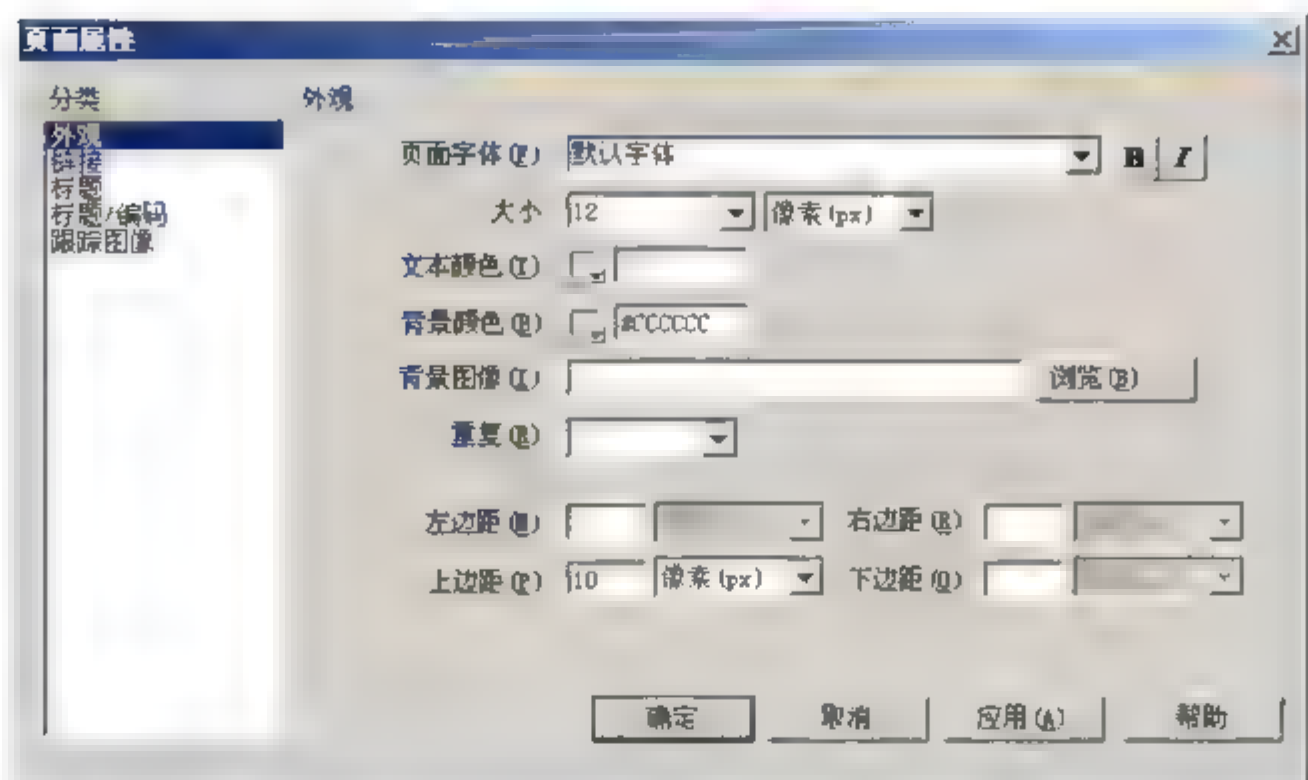 页面属性
分类
外观
外观
链接
标题
标题/编码
跟踪图像
页面字体(F) 默认字体 B I
大小 12 像素(px)
文本颜色(T)
背景颜色(B) #CCCCCC
背景图像(I) 浏览(B)
重复(R)
左边距(M) 右边距(R)
上边距(P) 10 像素(px) 下边距(O)
确定 取消 应用(A) 帮助